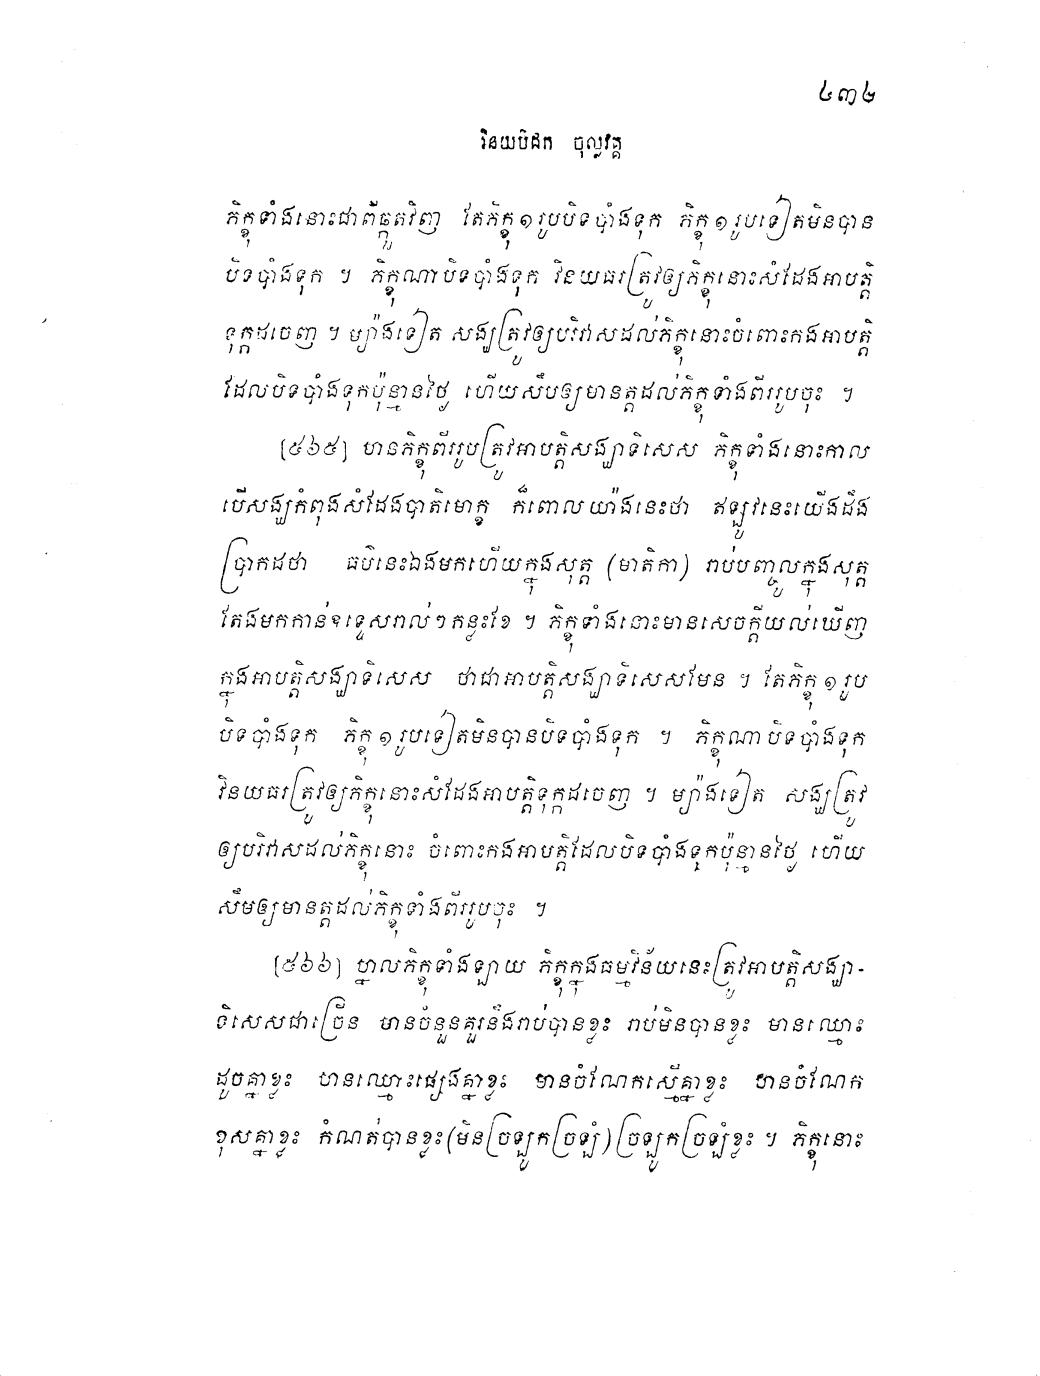 ៤៣២
វិនយបិដក ចុល្លវគ្គ
ភិក្ខុទាំងនោះជាពីធ្លុតវិញ តែភិក្ខុ១រូបបិទបាំងទុក ភិក្ខុ១រូបទៀតមិនបាន
បិទបាំងទុក ។ ភិក្ខុណាបិទបាំងទុក វិនយធរត្រូវឲ្យភិក្ខុនោះសំដែងអាបត្តិ
ទុក្កដចេញ ។ ម្យ៉ាងទៀត សង្ឃត្រូវឲ្យបរិវាសដល់ភិក្ខុនោះចំពោះកងអាបត្តិ
ដែលបិទបាំងទុកប៉ុន្មានថ្ងៃ ហើយសឹបឲ្យមានត្តដល់ភិក្ខុទាំងពីររូបចុះ ។
[៥៦៥] មានភិក្ខុពីររូបត្រូវអាបត្តិសង្ឃាទិសេស ភិក្ខុទាំងនោះកាល
បើសង្ឃកំពុងសំដែងបាតិមោក្ខ ក៏ពោលយ៉ាងនេះថា ឥឡូវនេះយើងដឹង
ប្រាកដថា ធម៌នេះឯងមកហើយក្នុងសុត្ត (មាតិកា) រាប់បញ្ចូលក្នុងសុត្ត
តែងមកកាន់ឧទ្ទេសរាល់ៗកន្លះខែ ។ ភិក្ខុទាំងនោះមានសេចក្តីយល់ឃើញ
ក្នុងអាបត្តិសង្ឃាទិសេស ថាជាអាបត្តិសង្ឃាទិសេសមែន ។ តែភិក្ខុ ១ រូប
បិទបាំងទុក ភិក្ខុ ១ រូបទៀតមិនបានបិទបាំងទុក ។ ភិក្ខុណាបិទបាំងទុក
វិនយធរត្រូវឲ្យភិក្ខុនោះសំដែងអាបត្តិទុក្កដចេញ ។ ម្យ៉ាងទៀត សង្ឃត្រូវ
ឲ្យបរិវាសដល់ភិក្ខុនោះ ចំពោះកងអាបត្តិដែលបិទបាំងទុកប៉ុន្មានថ្ងៃ ហើយ
សឹមឲ្យមានត្តដល់ភិក្ខុទាំងពីររូបចុះ ។
[៥៦៦] ម្នាលភិក្ខុទាំងឡាយ ភិក្ខុក្នុងធម្មវិន័យនេះត្រូវអាបត្តិសង្ឃា-
ទិសេសជាច្រើន មានចំនួនគួរនឹងរាប់បានខ្លះ រាប់មិនបានខ្លះ មានឈ្មោះ
ដូចគ្នាខ្លះ មានឈ្មោះផ្សេងគ្នាខ្លះ មានចំណែកស្មើគ្នាខ្លះ មានចំណែក
ខុសគ្នាខ្លះ កំណត់បានខ្លះ(មិនច្រឡូកច្រឡំ)ច្រឡូកច្រឡំខ្លះ ។ ភិក្ខុនោះ